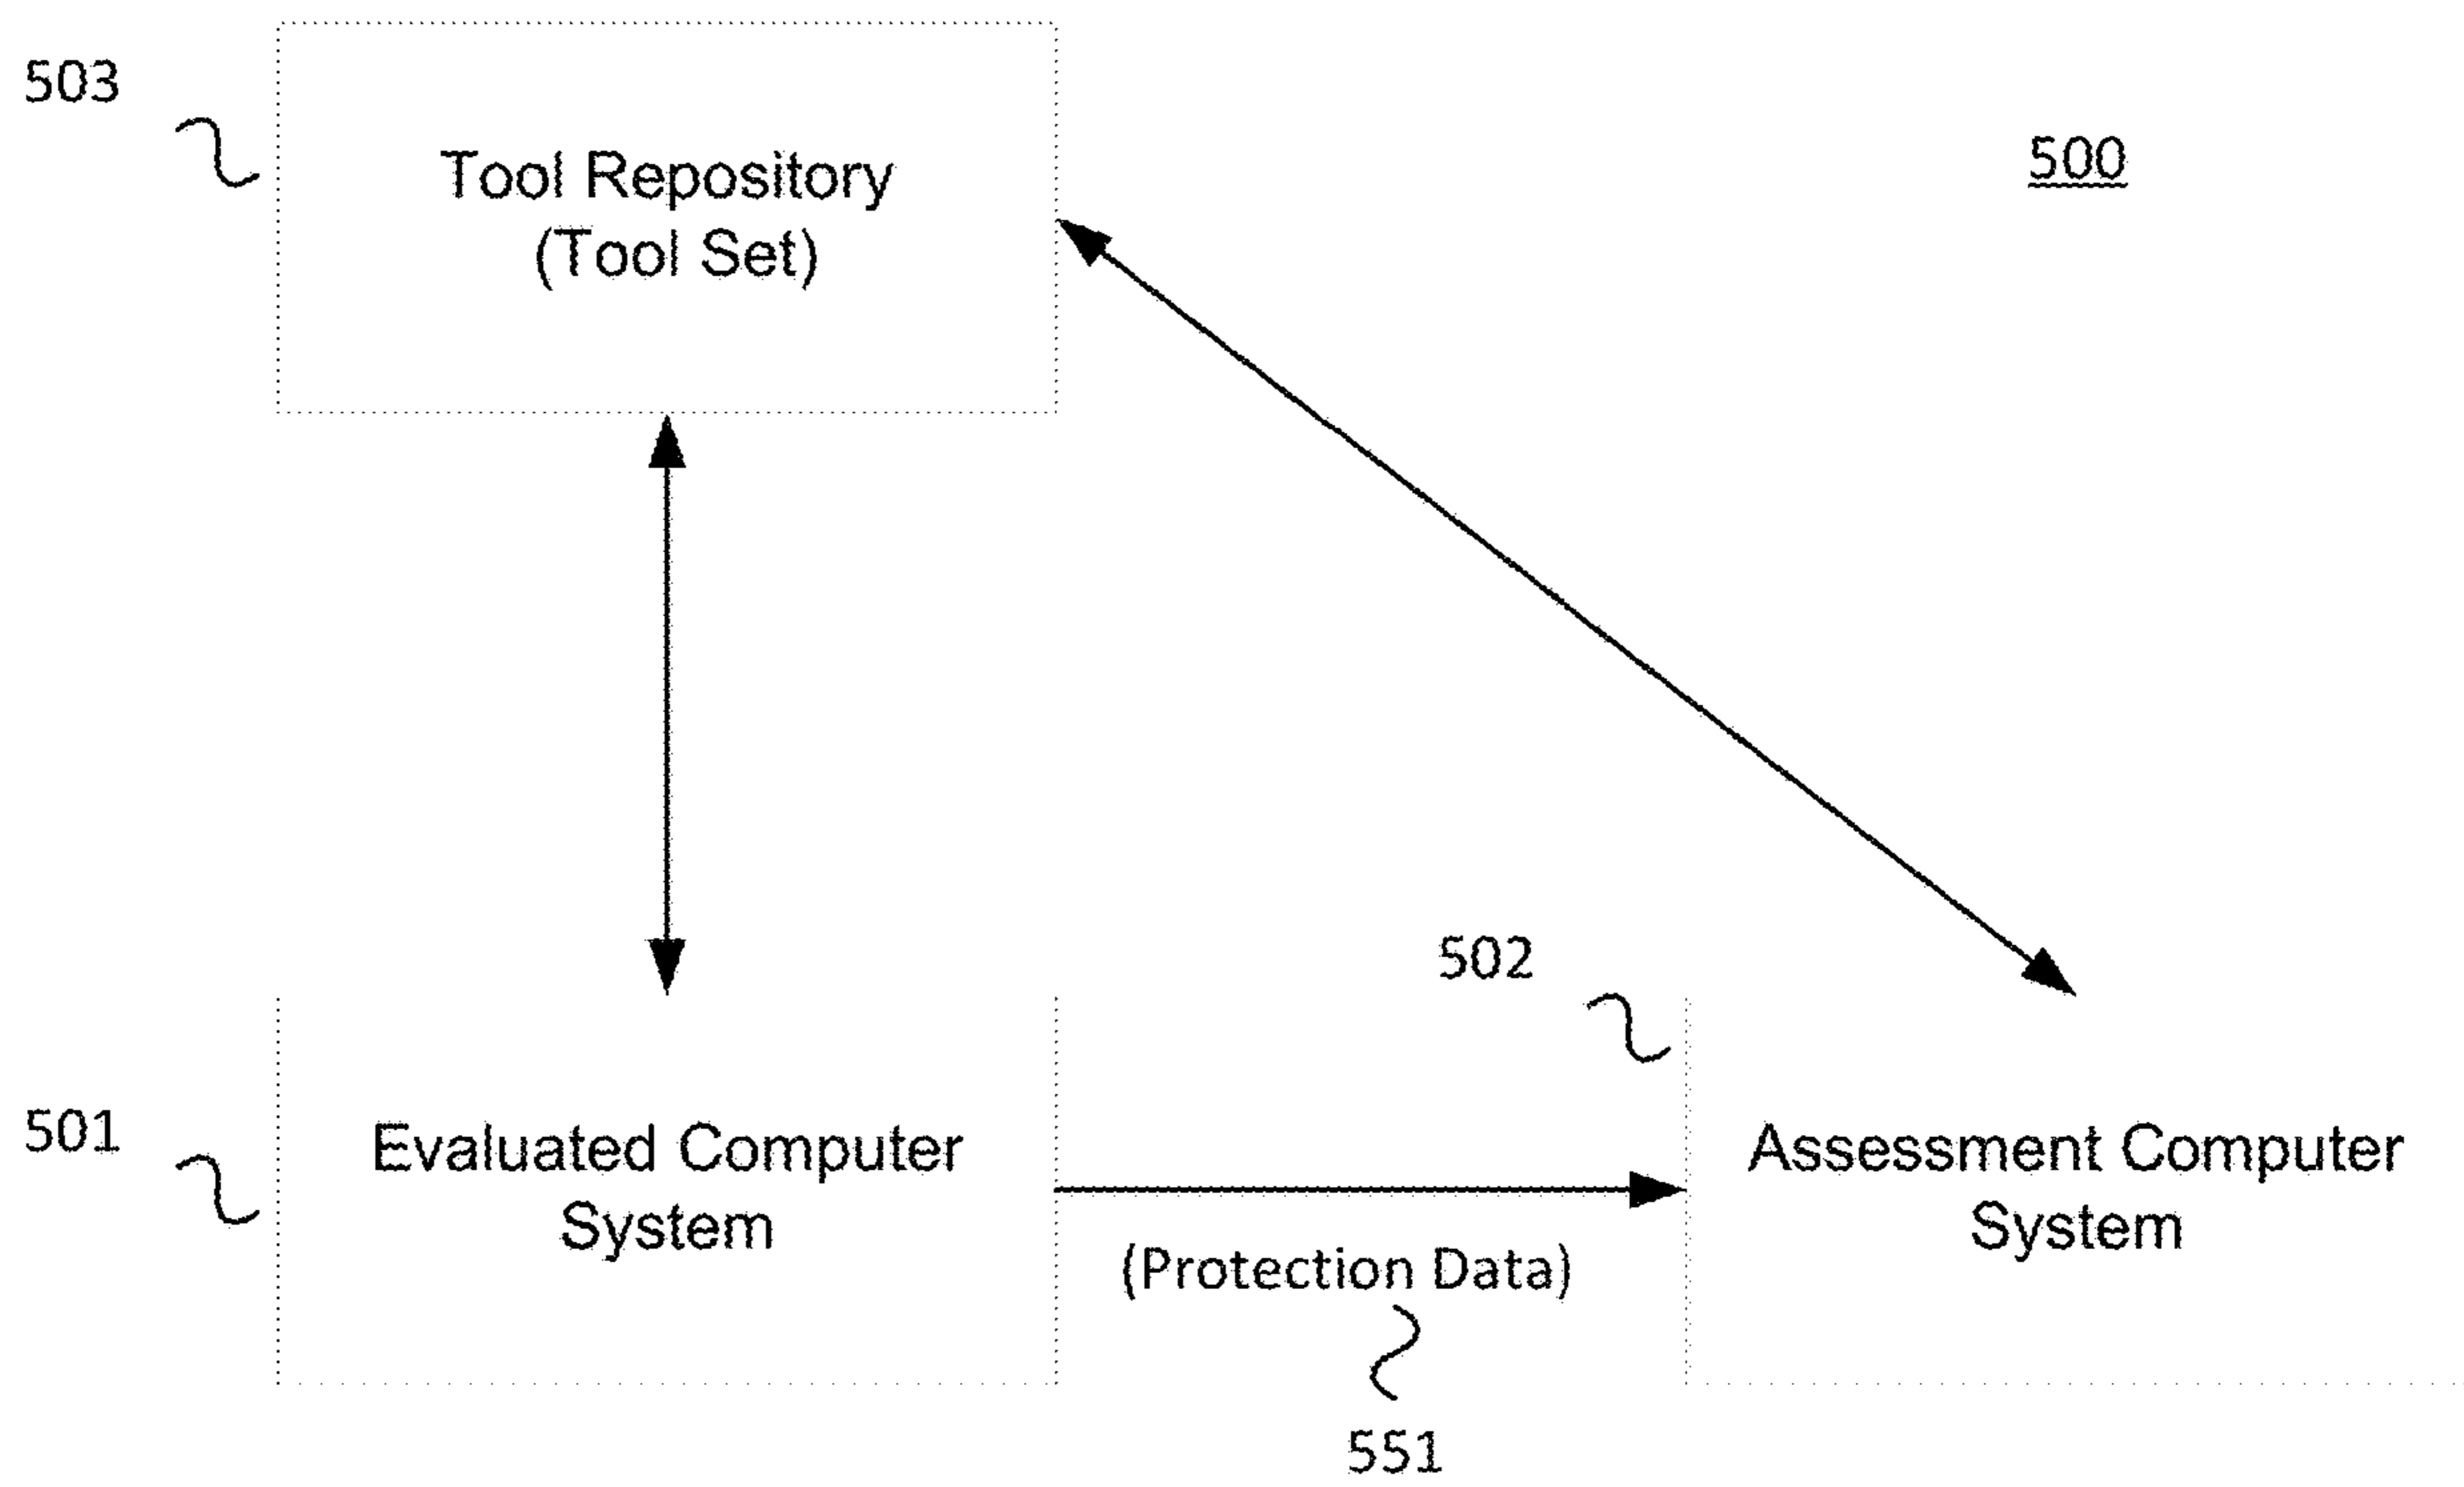 503
Tool Repository
(Tool Set)
500
502
501
Evaluated Computer
System
Assessment Computer
System
(Protection Data)
551